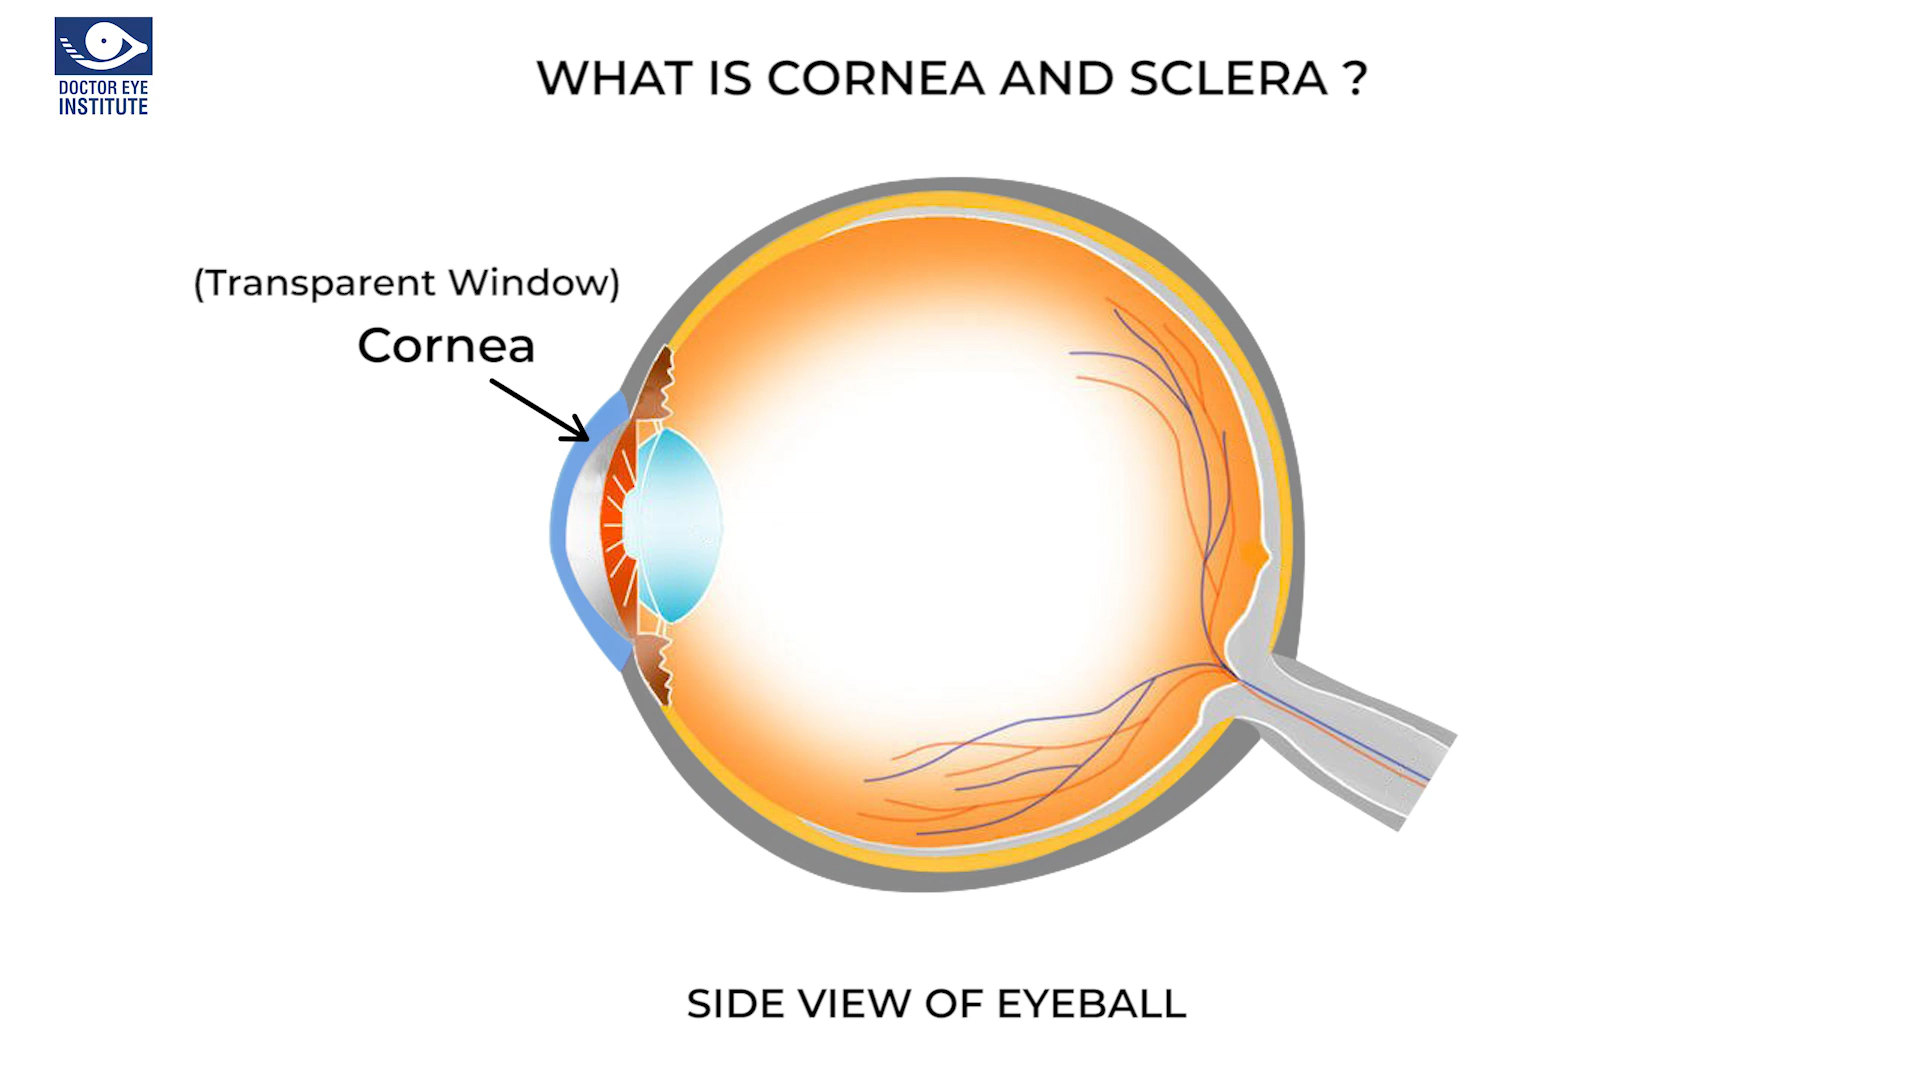 DOCTOR EYE
INSTITUTE
WHAT IS CORNEA AND SCLERA ?
(Transparent Window)
Cornea
SIDE VIEW OF EYEBALL